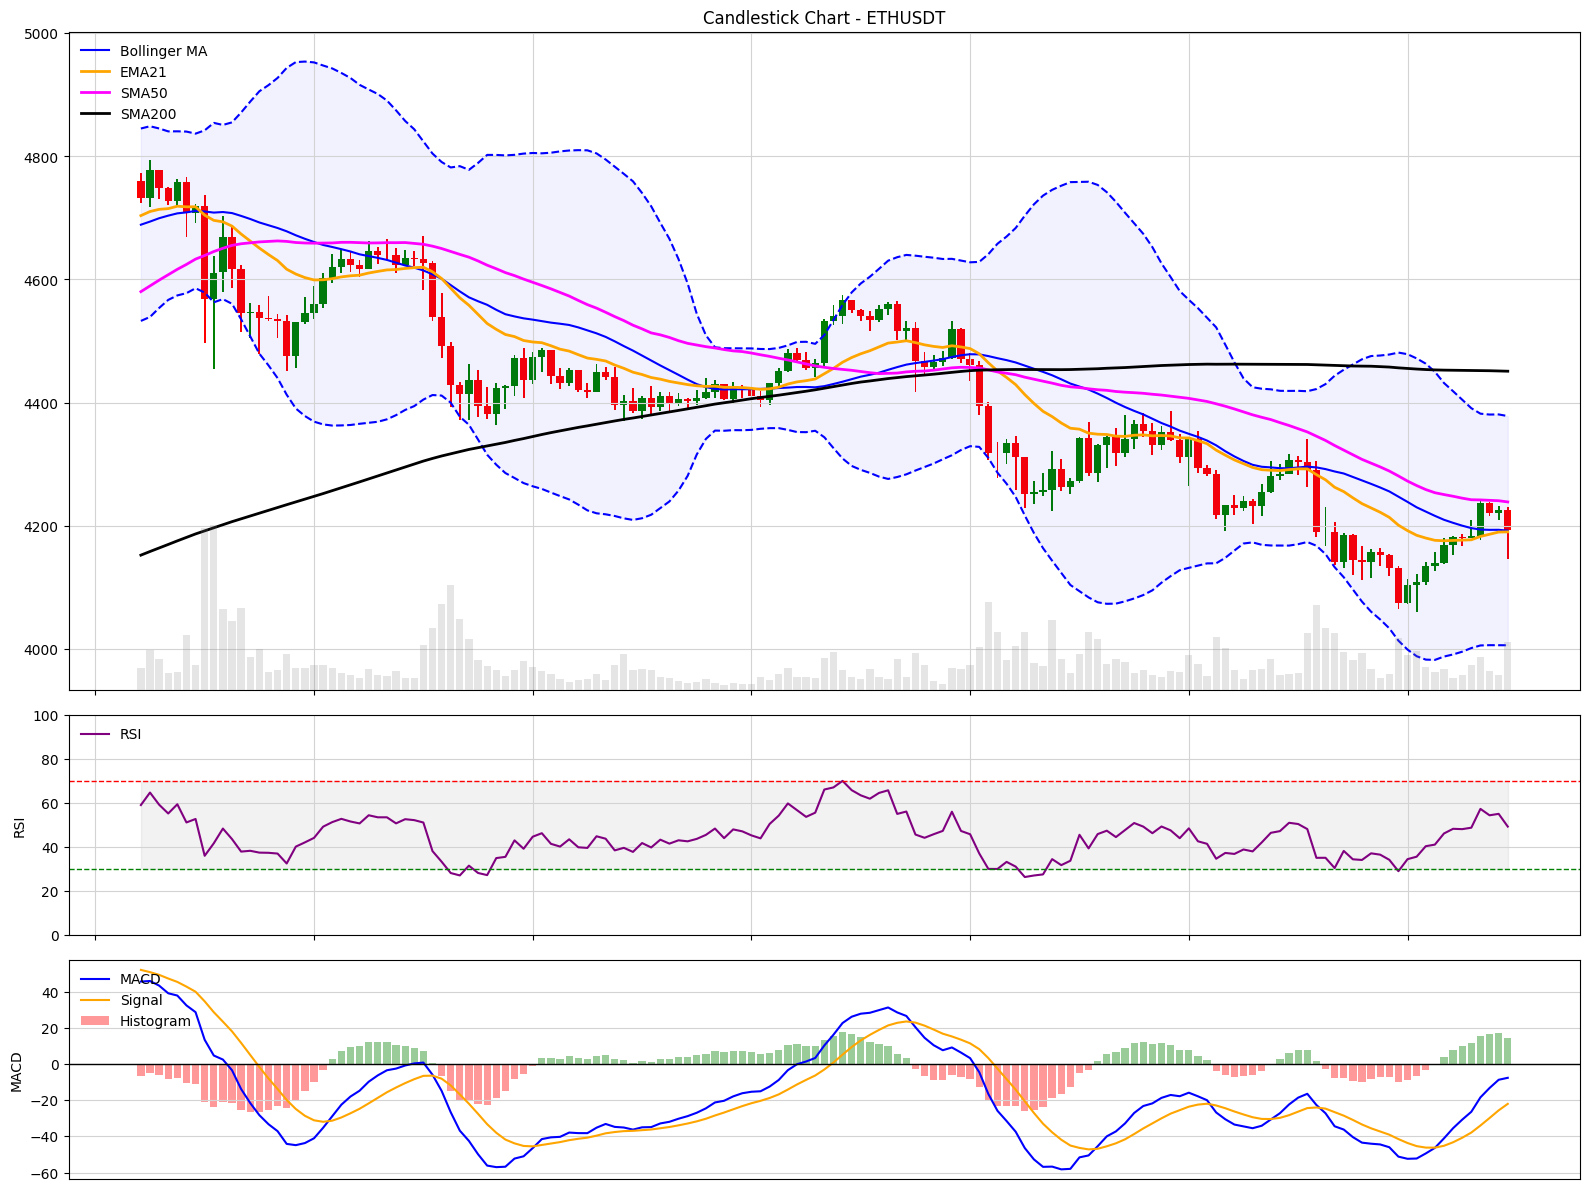 Candlestick Chart - ETHUSDT
5000
4800
4600
4400
4200
4000
Bollinger MA
EMA21
SMA50
SMA200
RSI
100
80
60
40
20
0
RSI
MACD
40
20
0
−20
−40
−60
MACD
Signal
Histogram